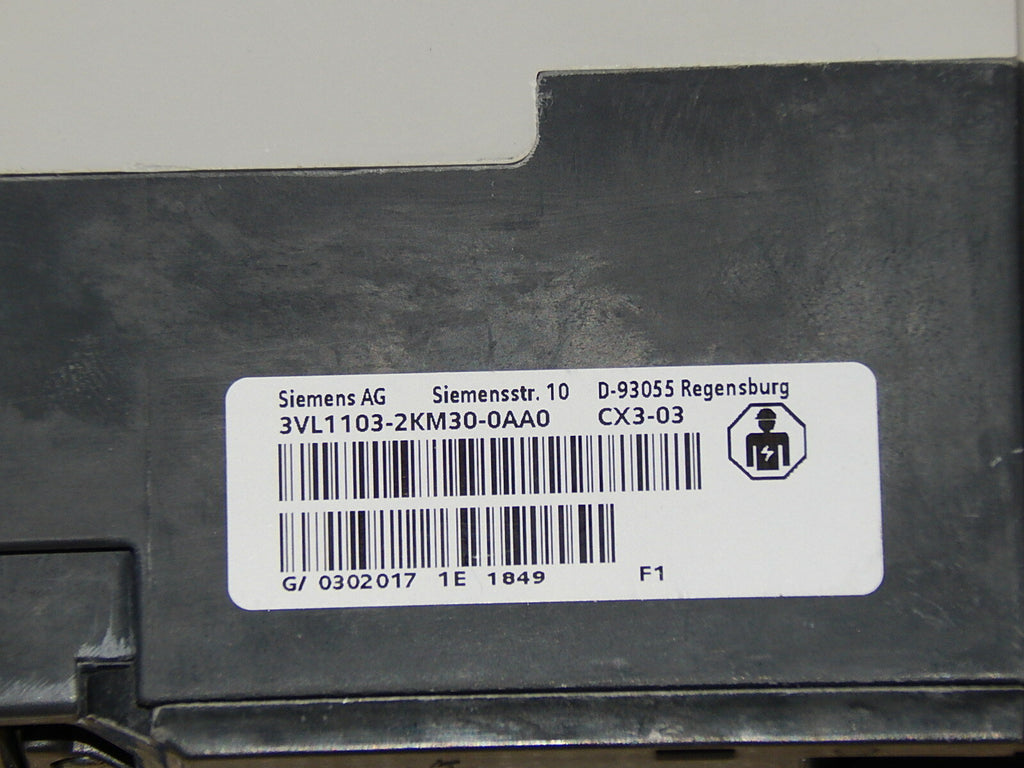 Siemens AG Siemensstr. 10 D-93055 Regensburg
3VL1103-2KM30-0AA0 CX3-03
G/ 0302017 1E 1849 F1